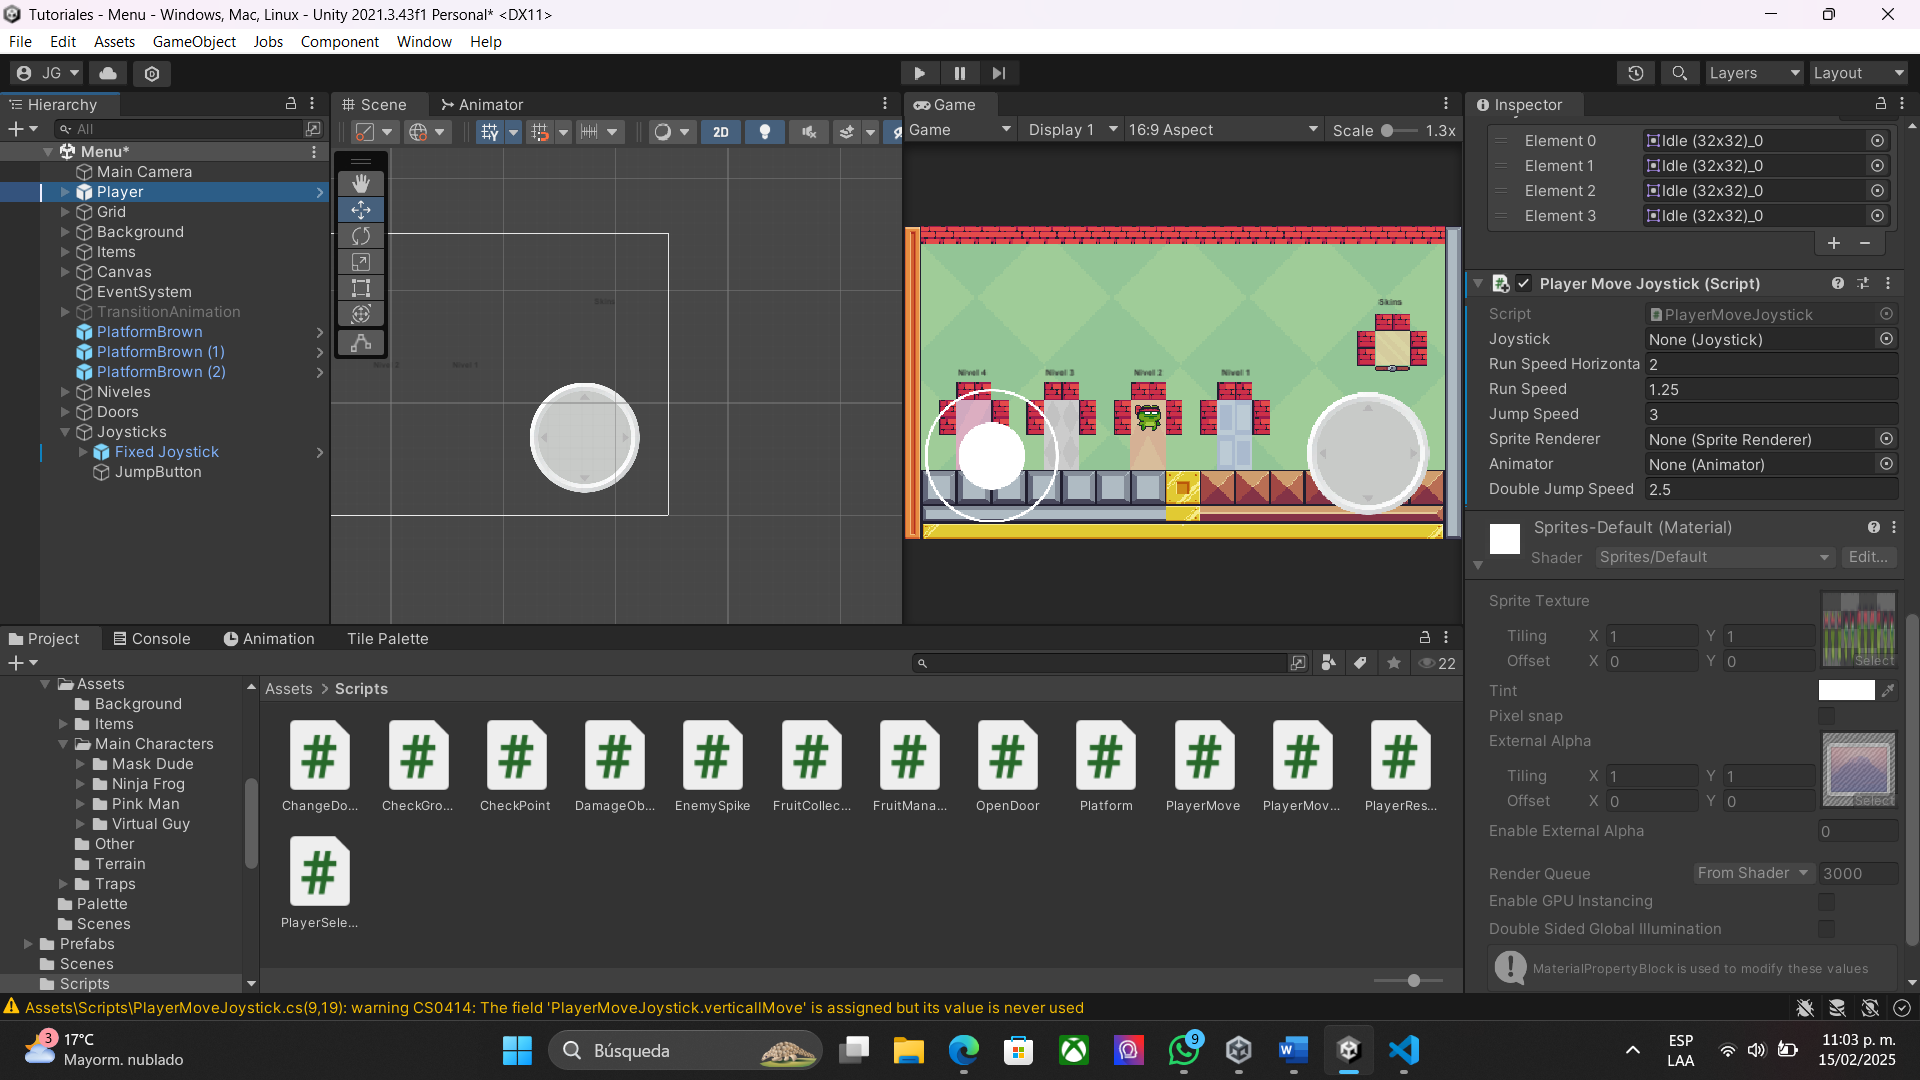 Tutoriales - Menu - Windows, Mac, Linux - Unity 2021.3.43f1 Personal* <DX11>
File Edit Assets GameObject Jobs Component Window Help
JG Layers Layout
Hierarchy
All
Menu*
Main Camera
Player
Grid
Background
Items
Canvas
EventSystem
TransitionAnimation
PlatformBrown
PlatformBrown (1)
PlatformBrown (2)
Niveles
Doors
Joysticks
Fixed Joystick
JumpButton
Scene Animator
2D
Skins
Nivel 1
Game
Game Display 1 16:9 Aspect Scale 1.3x
Skins
Nivel 4 Nivel 3 Nivel 2 Nivel 1
Inspector
Element 0 Idle (32x32)_0
Element 1 Idle (32x32)_0
Element 2 Idle (32x32)_0
Element 3 Idle (32x32)_0
Player Move Joystick (Script)
Script PlayerMoveJoystick
Joystick None (Joystick)
Run Speed Horizonta 2
Run Speed 1.25
Jump Speed 3
Sprite Renderer None (Sprite Renderer)
Animator None (Animator)
Double Jump Speed 2.5
Sprites-Default (Material)
Shader Sprites/Default Edit...
Sprite Texture
Tiling X 1 Y 1
Offset X 0 Y 0
Select
Tint
Pixel snap
External Alpha
Tiling X 1 Y 1
Offset X 0 Y 0
Select
Enable External Alpha 0
Render Queue From Shader 3000
Enable GPU Instancing
Double Sided Global Illumination
MaterialPropertyBlock is used to modify these values
Project Console Animation Tile Palette
22
Assets
Background
Items
Main Characters
Mask Dude
Ninja Frog
Pink Man
Virtual Guy
Other
Terrain
Traps
Palette
Scenes
Prefabs
Scenes
Scripts
Assets > Scripts
ChangeDo... CheckGro... CheckPoint DamageOb... EnemySpike FruitCollec... FruitMana... OpenDoor Platform PlayerMove PlayerMov... PlayerRes...
PlayerSele...
Assets\Scripts\PlayerMoveJoystick.cs(9,19): warning CS0414: The field 'PlayerMoveJoystick.verticallMove' is assigned but its value is never used
3
17°C
Mayorm. nublado
Búsqueda
9
ESP
LAA
11:03 p. m.
15/02/2025